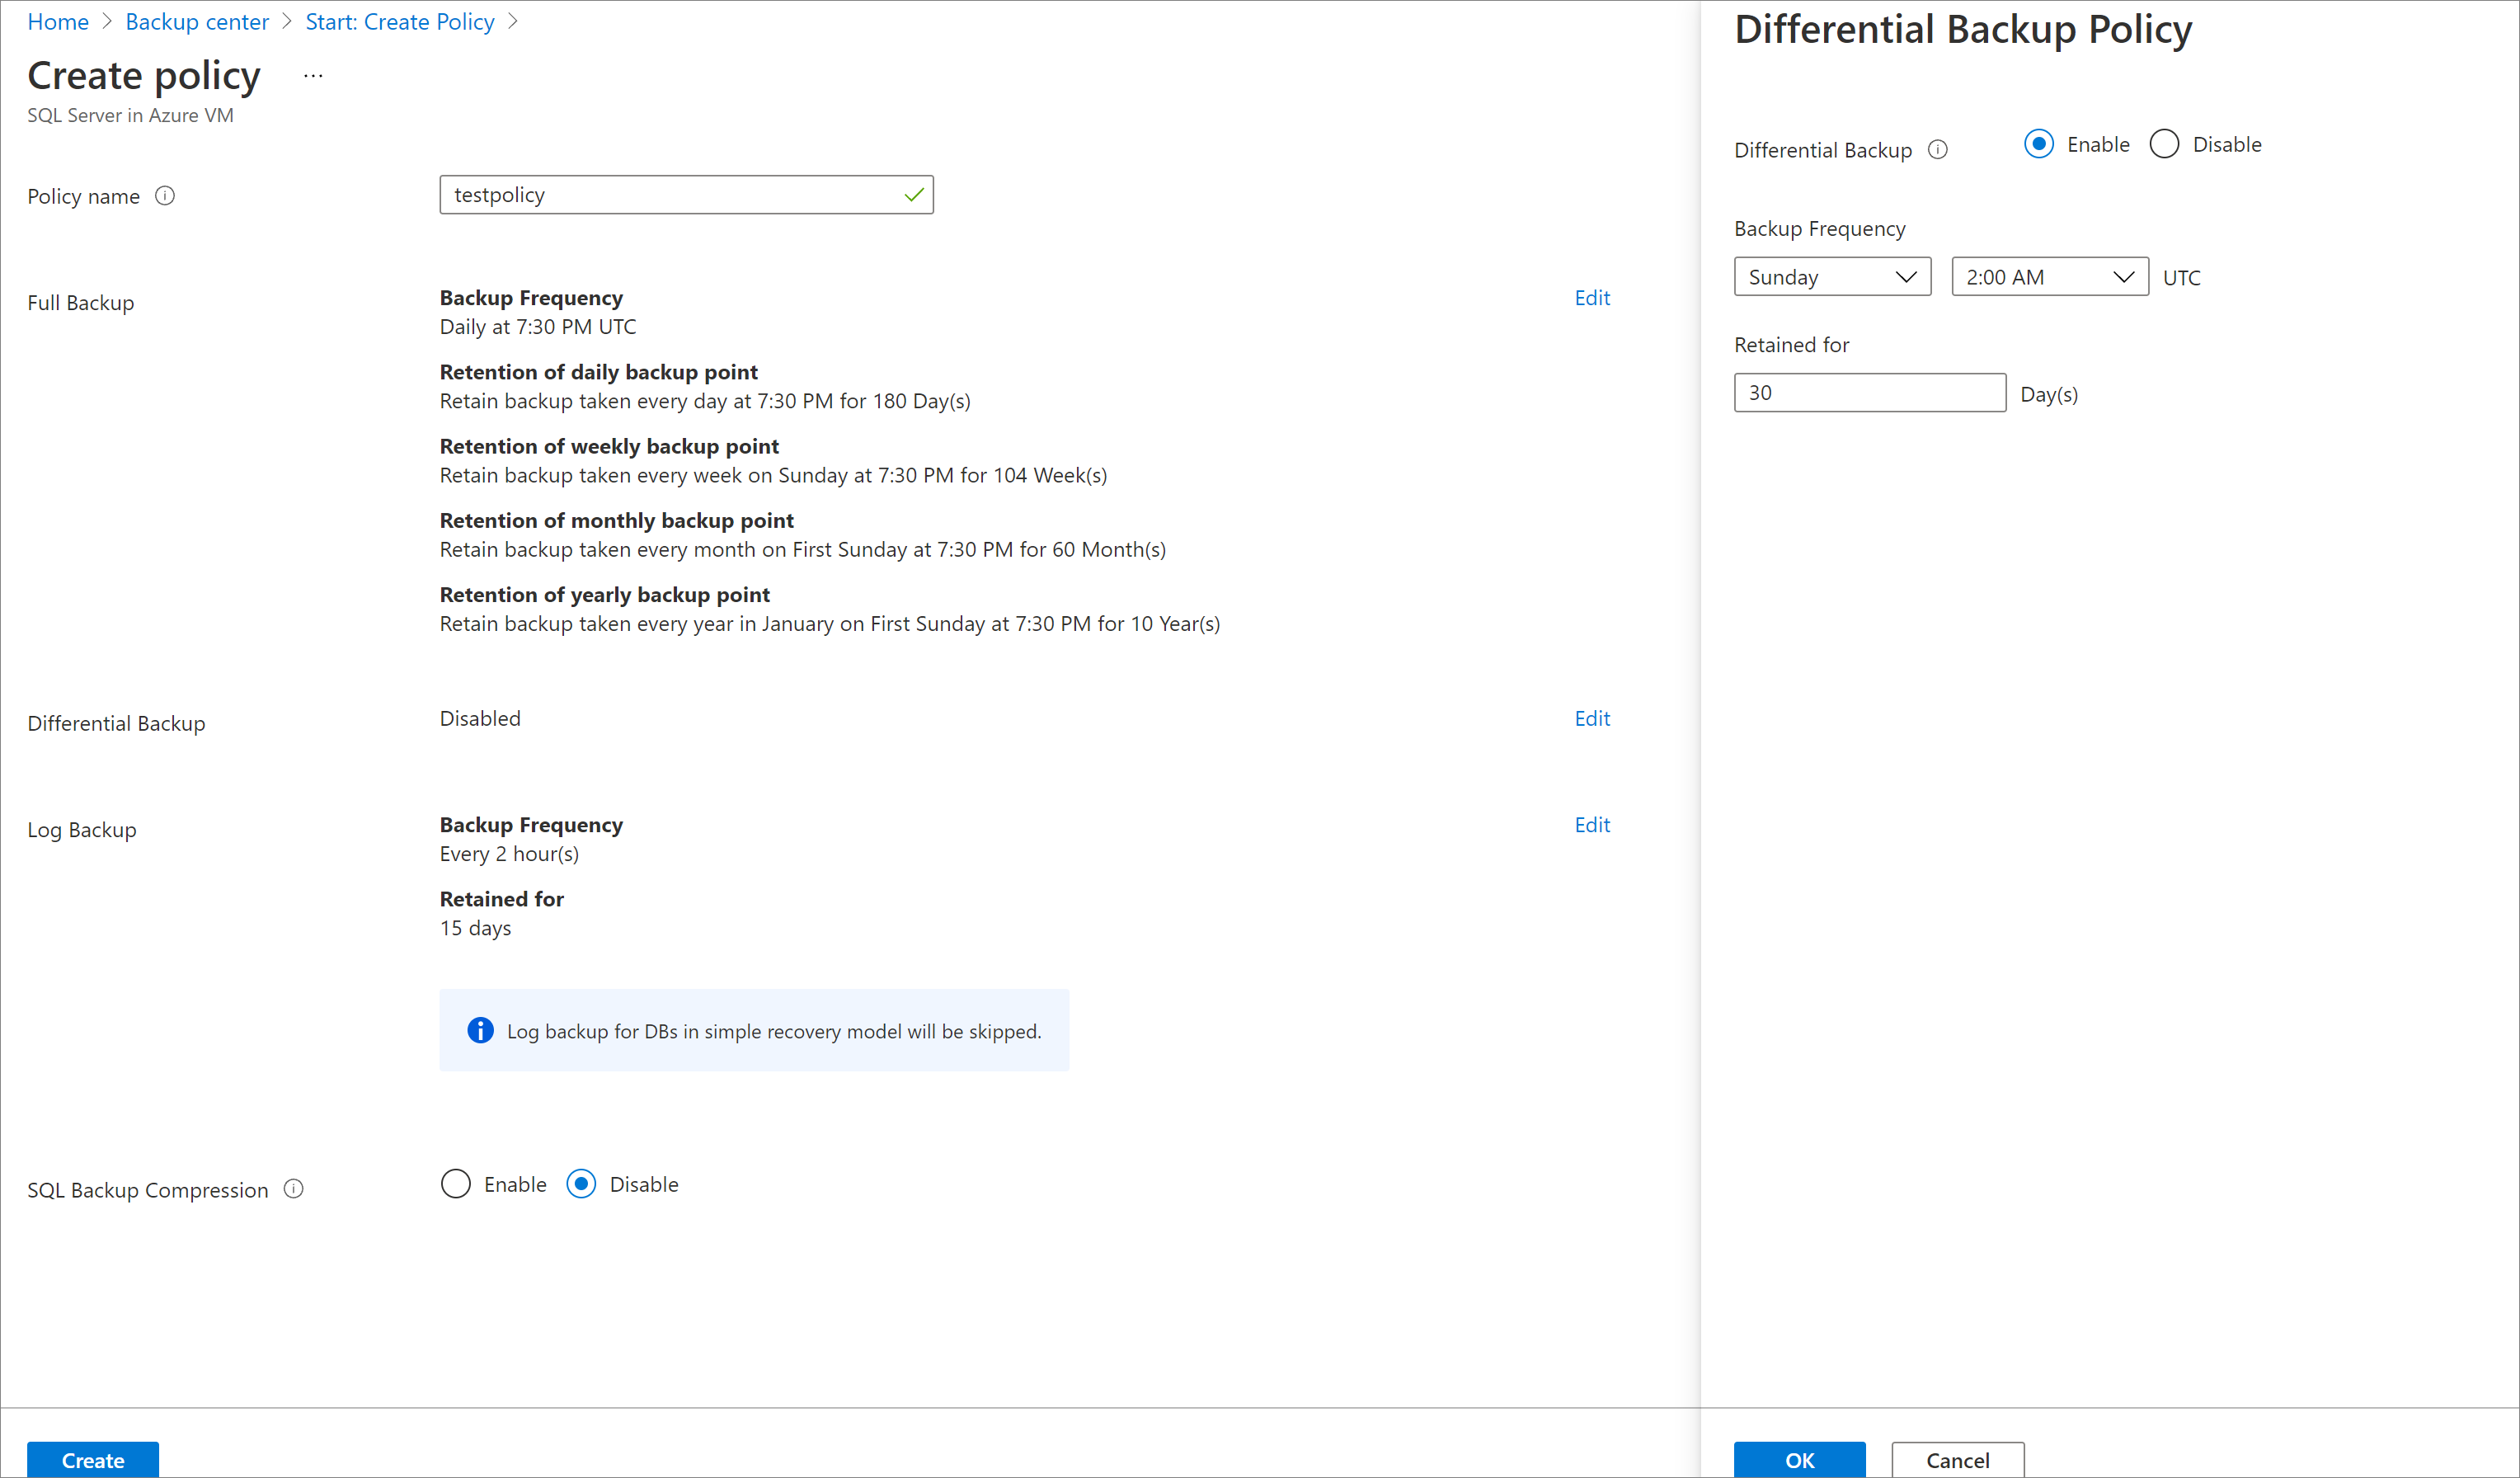 Home > Backup center > Start: Create Policy >
Create policy ...
SQL Server in Azure VM
Policy name
testpolicy
Full Backup
Backup Frequency
Edit
Daily at 7:30 PM UTC
Retention of daily backup point
Retain backup taken every day at 7:30 PM for 180 Day(s)
Retention of weekly backup point
Retain backup taken every week on Sunday at 7:30 PM for 104 Week(s)
Retention of monthly backup point
Retain backup taken every month on First Sunday at 7:30 PM for 60 Month(s)
Retention of yearly backup point
Retain backup taken every year in January on First Sunday at 7:30 PM for 10 Year(s)
Differential Backup
Disabled
Edit
Log Backup
Backup Frequency
Edit
Every 2 hour(s)
Retained for
15 days
Log backup for DBs in simple recovery model will be skipped.
SQL Backup Compression
Enable
Disable
Create
Differential Backup Policy
Differential Backup
Enable
Disable
Backup Frequency
Sunday
2:00 AM
UTC
Retained for
30
Day(s)
OK
Cancel